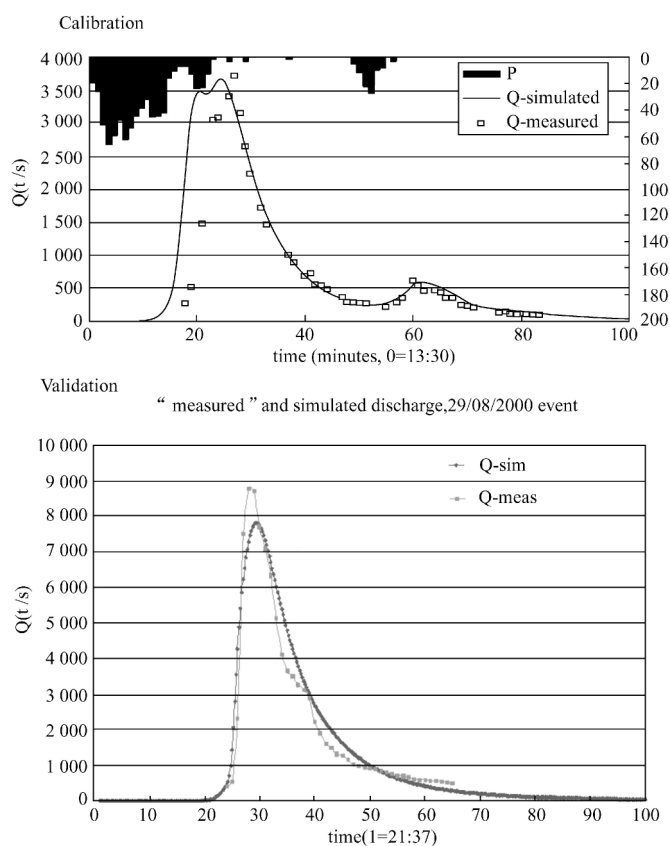 Calibration
4 000
3 500
3 000
2 500
2 000
1 500
1 000
500
0
Q(t/s)
0
20
40
60
80
100
120
140
160
180
200
P
Q-simulated
Q-measured
0 20 40 60 80 100
time (minutes, 0=13:30)
Validation
“ measured ” and simulated discharge,29/08/2000 event
10 000
9 000
8 000
7 000
6 000
5 000
4 000
3 000
2 000
1 000
0
Q(t/s)
Q-sim
Q-meas
0 10 20 30 40 50 60 70 80 90 100
time(1=21:37)